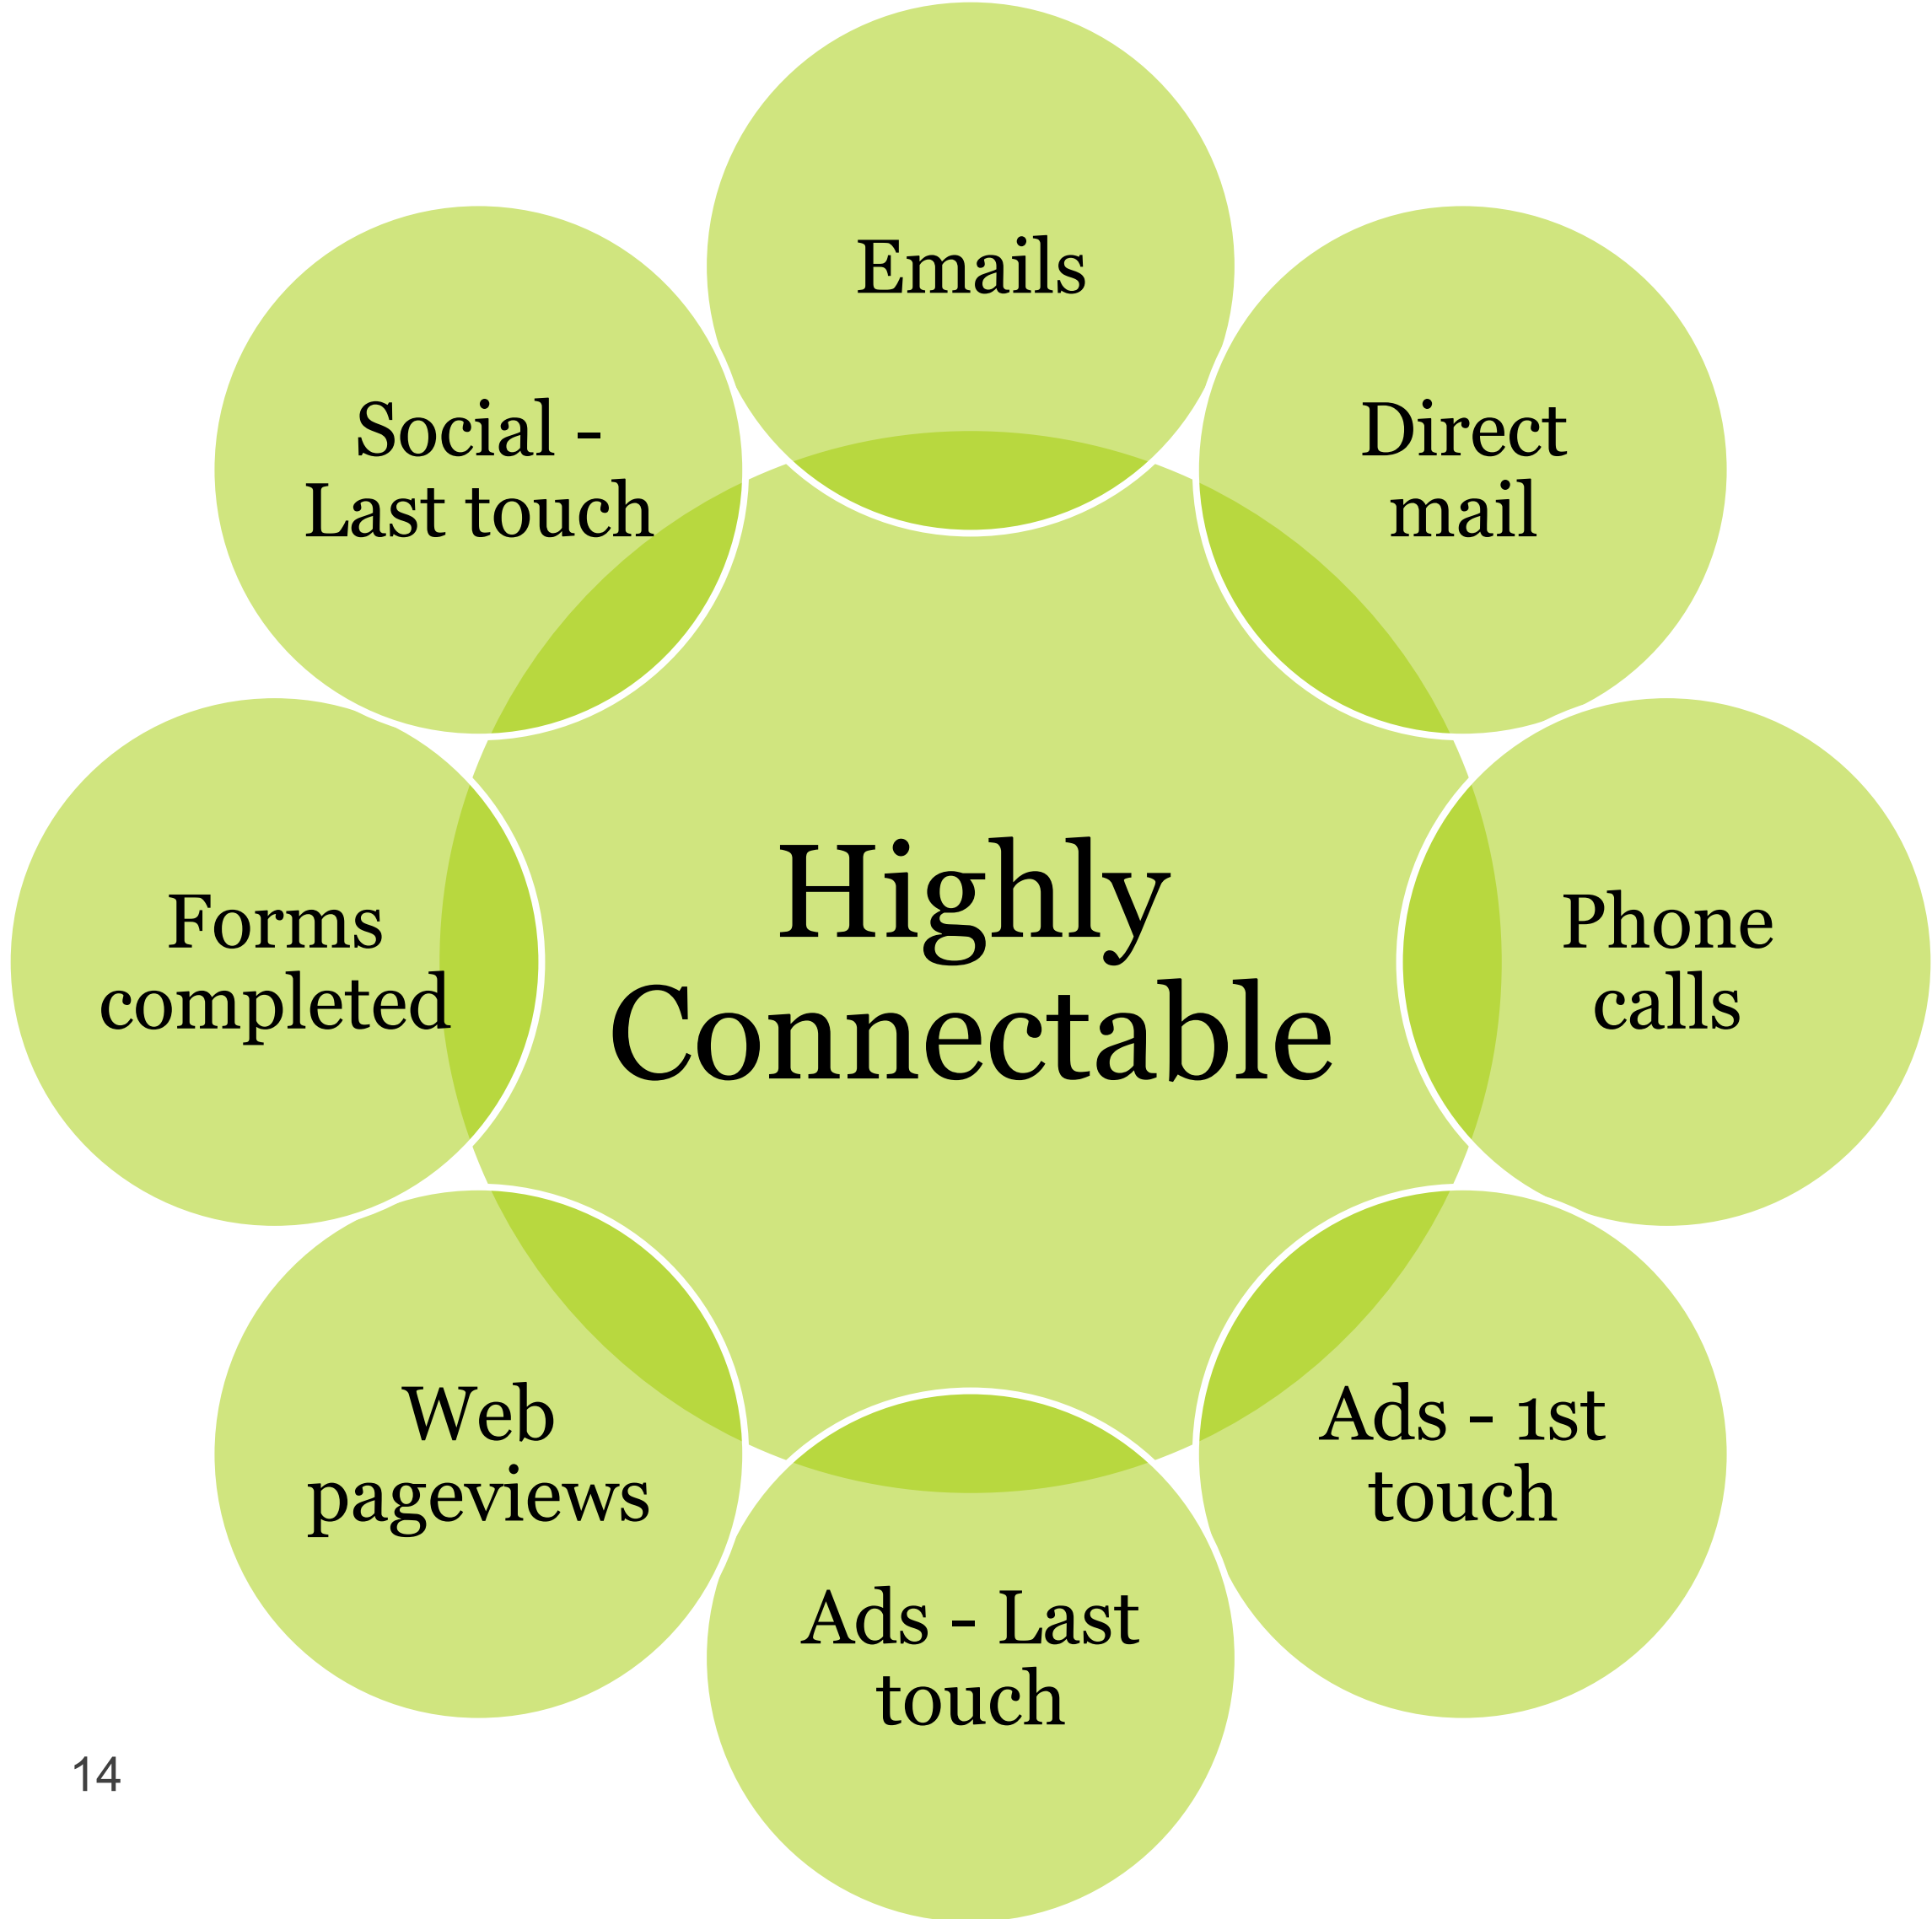 Emails
Direct
mail
Phone
calls
Ads - 1st
touch
Ads - Last
touch
Web
pageviews
Forms
completed
Social -
Last touch
Highly
Connectable
14